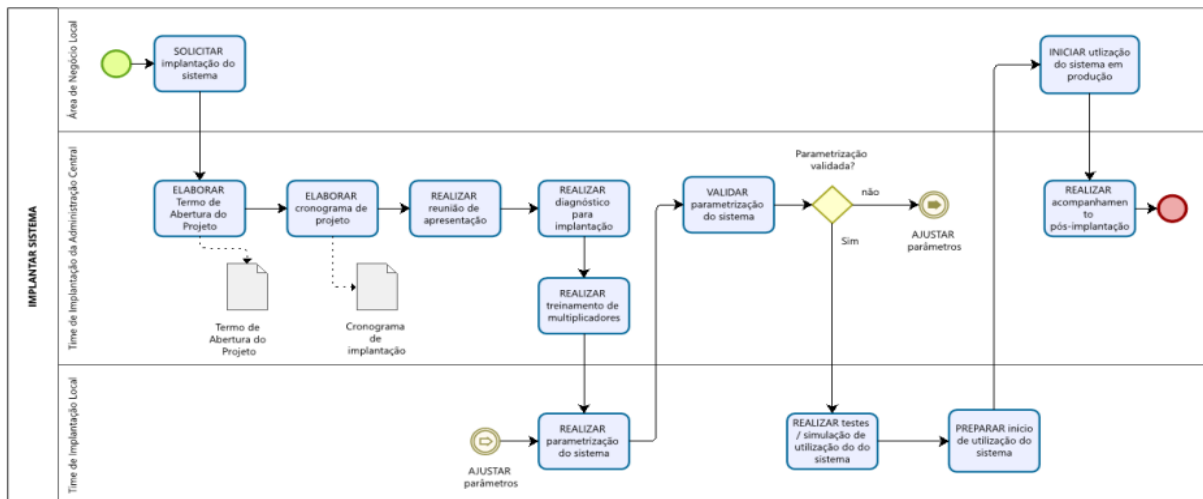 IMPLANTAR SISTEMA
Área de Negócio Local
SOLICITAR
implantação do
sistema
INICIAR utlização
do sistema em
produção
Time de Implantação da Administração Central
ELABORAR
Termo de
Abertura do
Projeto
ELABORAR
cronograma de
projeto
REALIZAR
reunião de
apresentação
REALIZAR
diagnóstico
para
implantação
VALIDAR
parametrização
do sistema
Parametrização
validada?
não
Sim
AJUSTAR
parâmetros
REALIZAR
acompanhamen
to
pós-implantação
Termo de
Abertura do
Projeto
Cronograma
de
implantação
REALIZAR
treinamento de
multiplicadores
Time de Implantação Local
AJUSTAR
parâmetros
REALIZAR
parametrização
do sistema
REALIZAR testes
/ simulação de
utilização do do
sistema
PREPARAR inicio
de utilização do
sistema